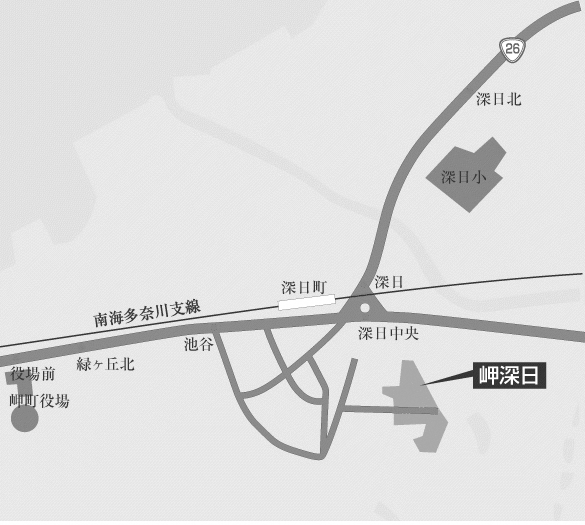 26
深日北
深日小
深日町
深日
南海多奈川支線
深日中央
池谷
緑ヶ丘北
役場前
岬深日
岬町役場